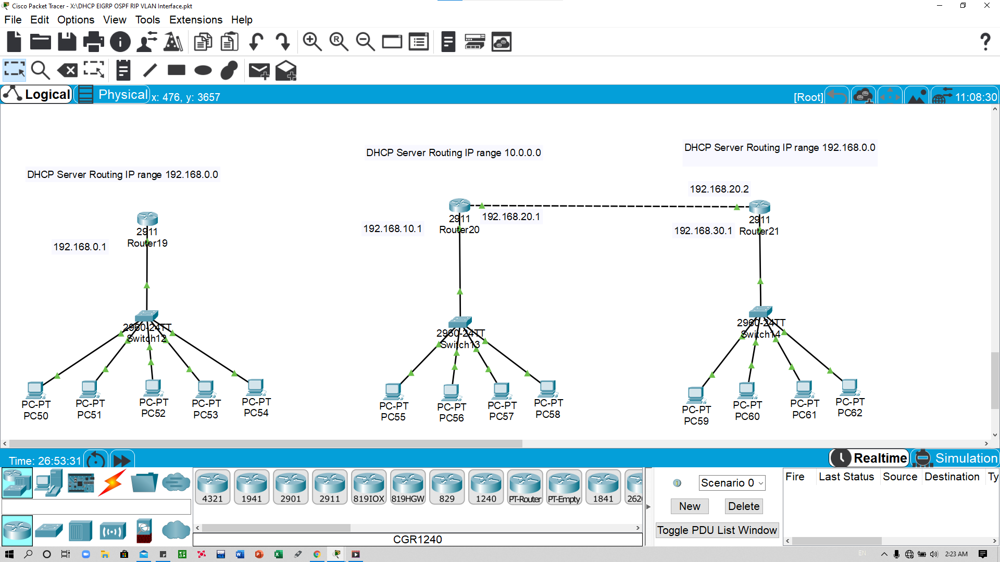 Cisco Packet Tracer - X:\DHCP EIGRP OSPF RIP VLAN Interface.pkt
File Edit Options View Tools Extensions Help
Logical Physical x: 476, y: 3657 [Root] 11:08:30
DHCP Server Routing IP range 192.168.0.0
DHCP Server Routing IP range 10.0.0.0
DHCP Server Routing IP range 192.168.0.0
192.168.20.2
2911
Router19
192.168.0.1
2911
Router20
192.168.20.1
192.168.10.1
2911
Router21
192.168.30.1
2960-24TT
Switch12
2960-24TT
Switch13
2960-24TT
Switch14
PC-PT
PC50
PC-PT
PC51
PC-PT
PC52
PC-PT
PC53
PC-PT
PC54
PC-PT
PC55
PC-PT
PC56
PC-PT
PC57
PC-PT
PC58
PC-PT
PC59
PC-PT
PC60
PC-PT
PC61
PC-PT
PC62
Time: 26:53:31 Realtime Simulation
4321 1941 2901 2911 819IOX 819HGW 829 1240 PT-Router PT-Empty 1841 262
CGR1240
Scenario 0
New Delete
Toggle PDU List Window
Fire Last Status Source Destination Ty
EN 2:23 AM